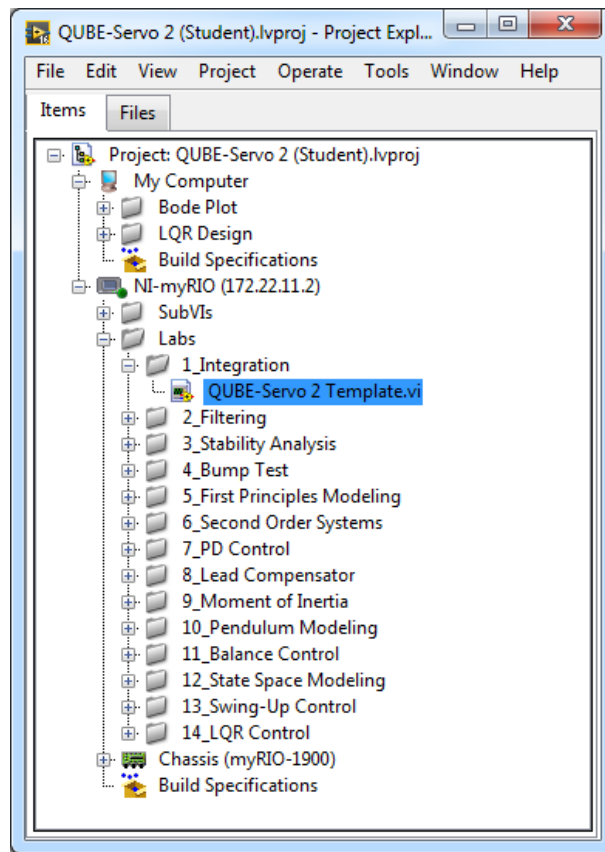 QUBE-Servo 2 (Student).lvproj - Project Expl...
File Edit View Project Operate Tools Window Help
Items Files
Project: QUBE-Servo 2 (Student).lvproj
My Computer
Bode Plot
LQR Design
Build Specifications
NI-myRIO (172.22.11.2)
SubVIs
Labs
1_Integration
QUBE-Servo 2 Template.vi
2_Filtering
3_Stability Analysis
4_Bump Test
5_First Principles Modeling
6_Second Order Systems
7_PD Control
8_Lead Compensator
9_Moment of Inertia
10_Pendulum Modeling
11_Balance Control
12_State Space Modeling
13_Swing-Up Control
14_LQR Control
Chassis (myRIO-1900)
Build Specifications